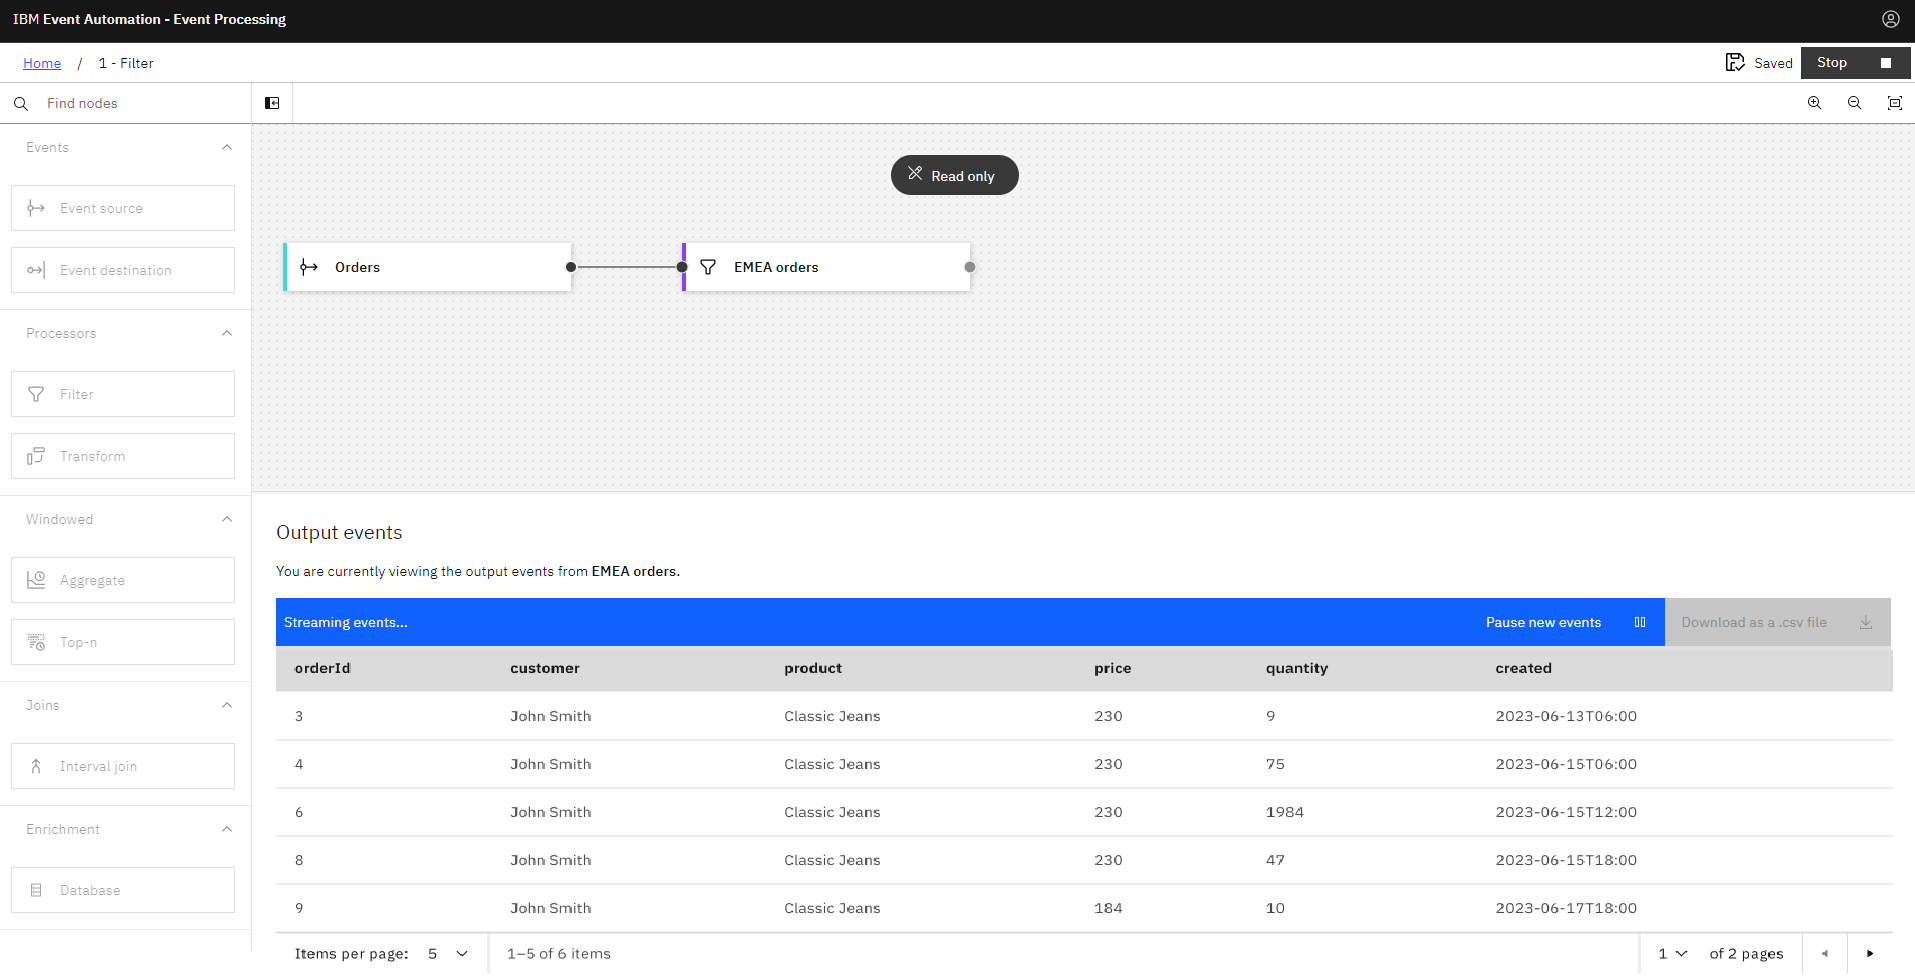 IBM Event Automation - Event Processing
Home / 1 - Filter
Saved
Stop
Find nodes
Events
Event source
Event destination
Processors
Filter
Transform
Windowed
Aggregate
Top-n
Joins
Interval join
Enrichment
Database
Read only
Orders
EMEA orders
Output events
You are currently viewing the output events from EMEA orders.
Streaming events... Pause new events Download as a .csv file
orderId customer product price quantity created
3 John Smith Classic Jeans 230 9 2023-06-13T06:00
4 John Smith Classic Jeans 230 75 2023-06-15T06:00
6 John Smith Classic Jeans 230 1984 2023-06-15T12:00
8 John Smith Classic Jeans 230 47 2023-06-15T18:00
9 John Smith Classic Jeans 184 10 2023-06-17T18:00
Items per page: 5 1–5 of 6 items 1 of 2 pages